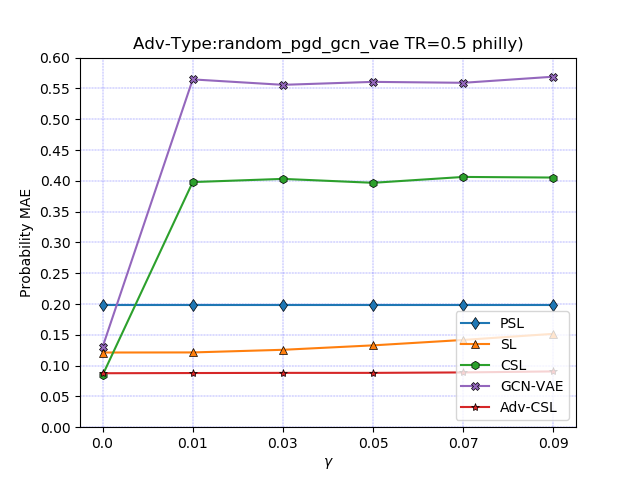 Adv-Type:random_pgd_gcn_vae TR=0.5 philly)
Probability MAE
0.60
0.55
0.50
0.45
0.40
0.35
0.30
0.25
0.20
0.15
0.10
0.05
0.00
PSL
SL
CSL
GCN-VAE
Adv-CSL
0.0 0.01 0.03 0.05 0.07 0.09
γ